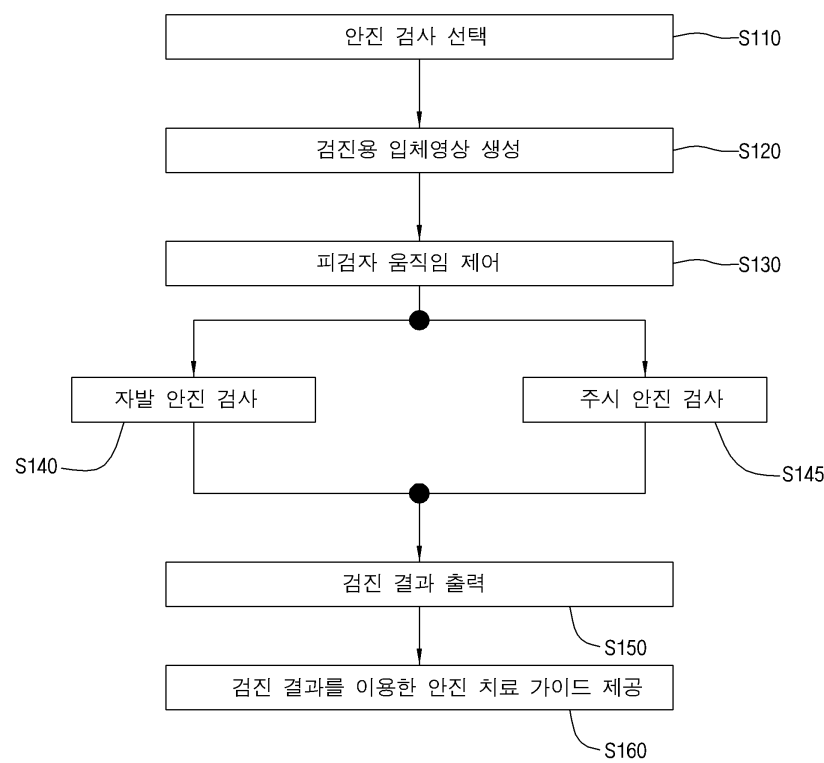 안진 검사 선택
S110
검진용 입체영상 생성
S120
피검자 움직임 제어
S130
자발 안진 검사
주시 안진 검사
S140
S145
검진 결과 출력
S150
검진 결과를 이용한 안진 치료 가이드 제공
S160